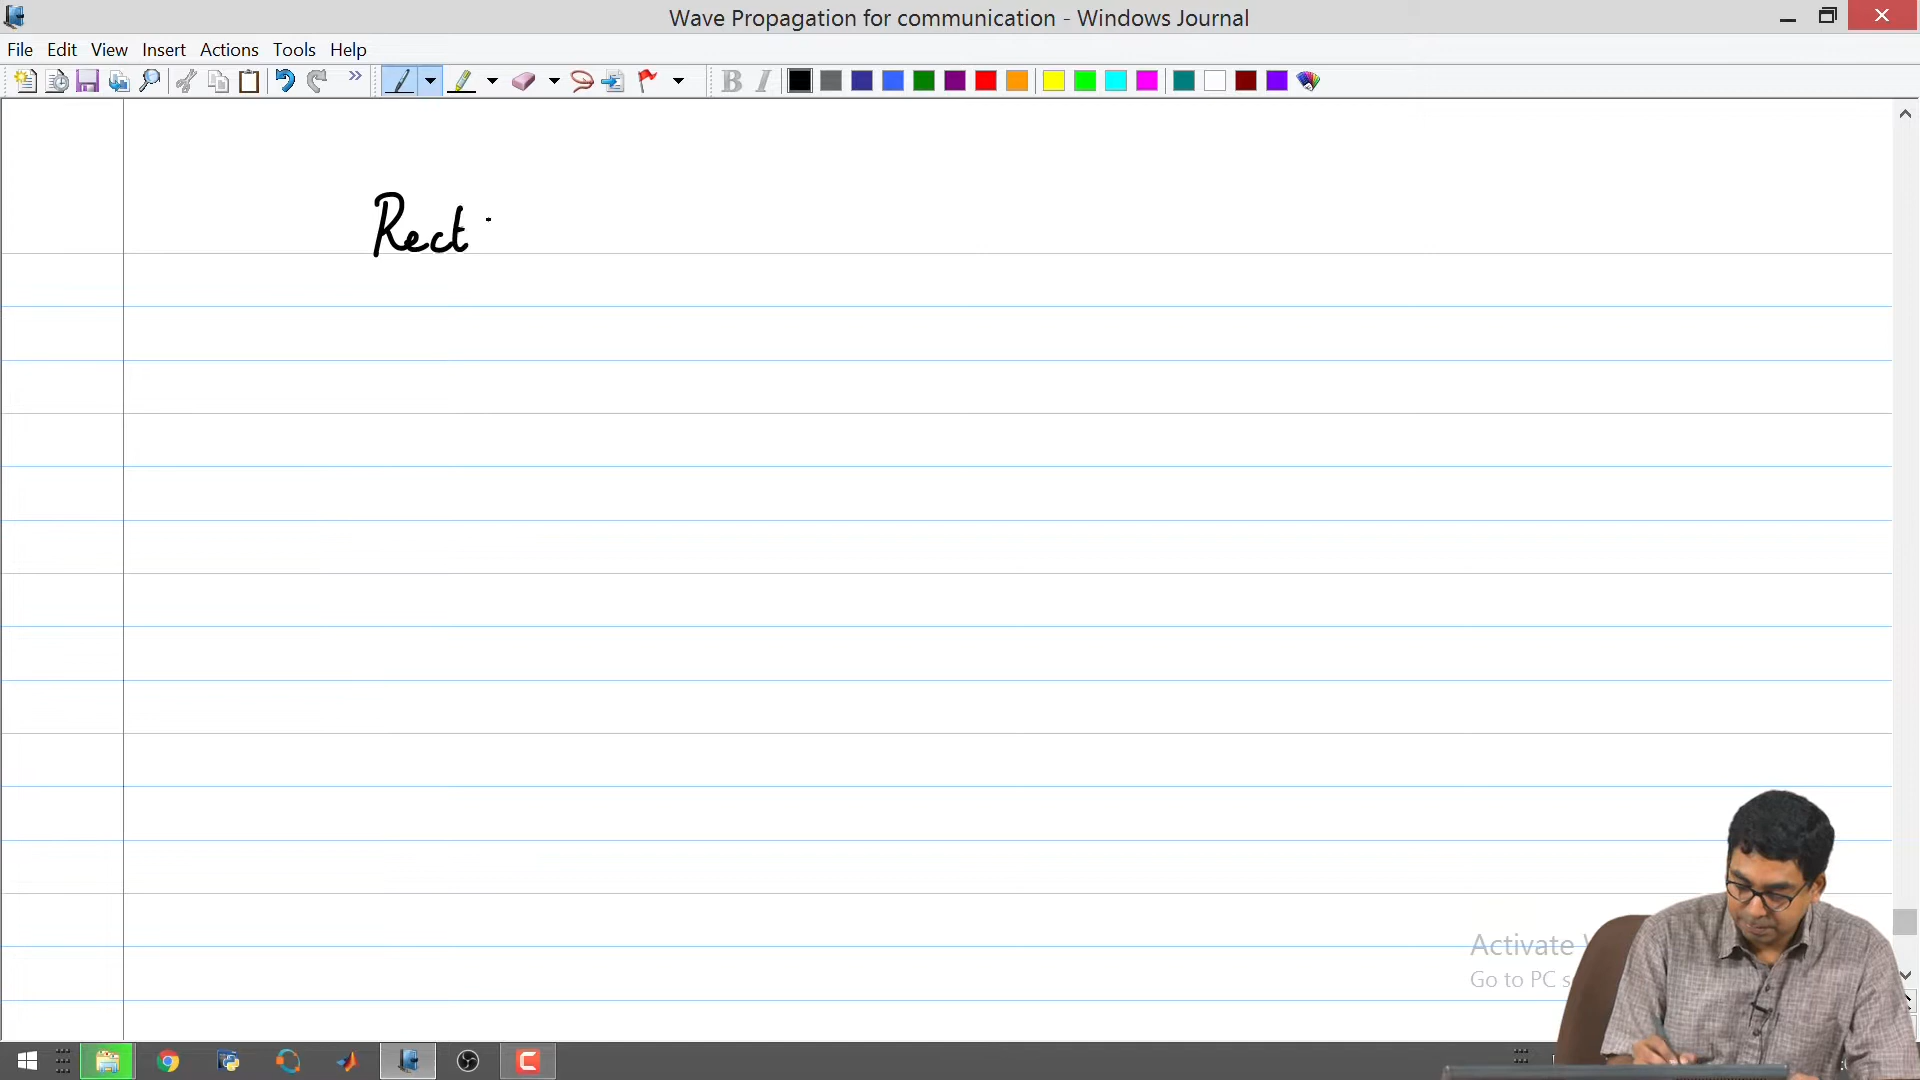 Wave Propagation for communication - Windows Journal
File Edit View Insert Actions Tools Help
B I
Rect
Activate
Go to PC